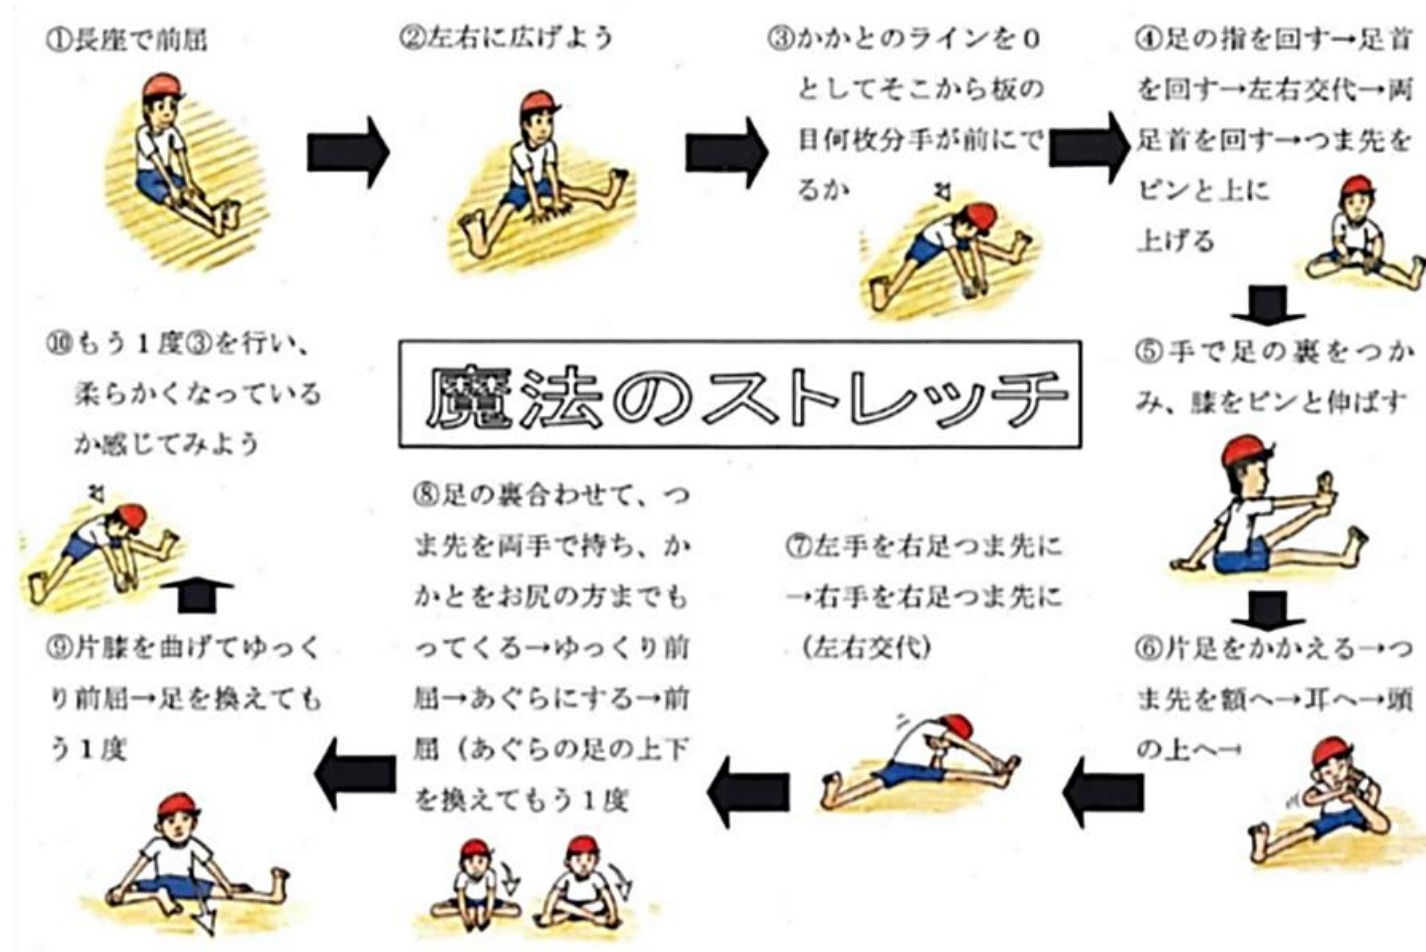 ①長座で前屈
②左右に広げよう
③かかとのラインを0
としてそこから板の
目何枚分手が前にで
るか
④足の指を回す→足首
を回す→左右交代→両
足首を回す→つま先を
ピンと上に
上げる
⑤手で足の裏をつか
み、膝をピンと伸ばす
⑥片足をかかえる→つ
ま先を額へ→耳へ→頭
の上へ→
⑦左手を右足つま先に
→右手を右足つま先に
(左右交代)
⑧足の裏合わせて、つ
ま先を両手で持ち、か
かとをお尻の方までも
ってくる→ゆっくり前
屈→あぐらにする→前
屈(あぐらの足の上下
を換えてもう1度
⑨片膝を曲げてゆっく
り前屈→足を換えても
う1度
⑩もう1度③を行い、
柔らかくなっている
か感じてみよう
魔法のストレッチ